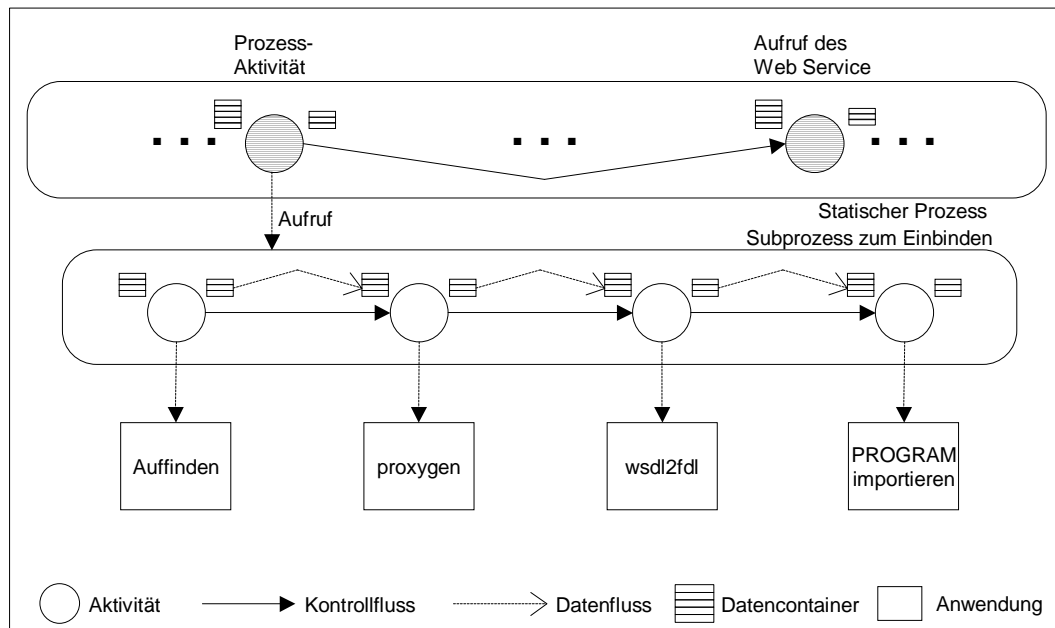 Prozess-
Aktivität
Aufruf des
Web Service
Statischer Prozess
Aufruf
Subprozess zum Einbinden
Auffinden
proxygen
wsdl2fdl
PROGRAM
importieren
Aktivität
Kontrollfluss
Datenfluss
Datencontainer
Anwendung